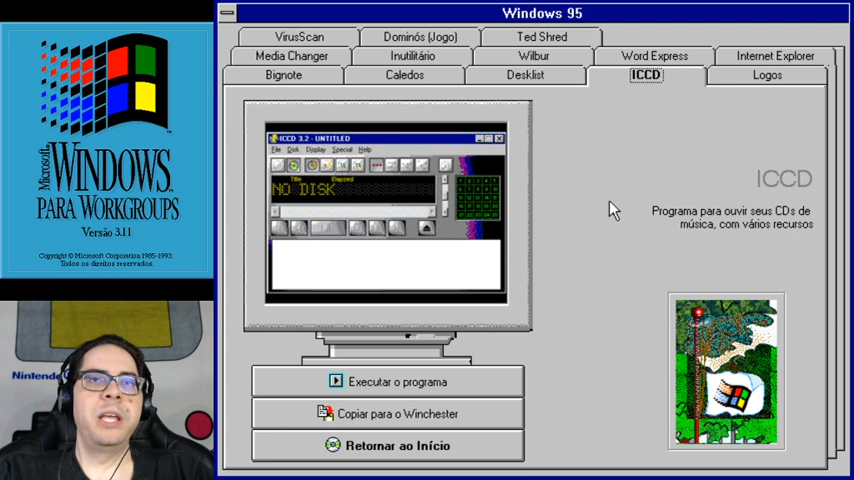 Microsoft®
WINDOWS™
PARA WORKGROUPS
Versão 3.11
Copyright © Microsoft Corporation 1985-1993.
Todos os direitos reservados.
Nintendo
Windows 95
VirusScan
Dominós (Jogo)
Ted Shred
Media Changer
Inutilitário
Wilbur
Word Express
Internet Explorer
Bignote
Caledos
Desklist
ICCD
Logos
ICCD 3.2 - UNTITLED
File Disk Display Special Help
Title Elapsed
NO DISK
ICCD
Programa para ouvir seus CDs de
música, com vários recursos
Executar o programa
Copiar para o Winchester
Retornar ao Início